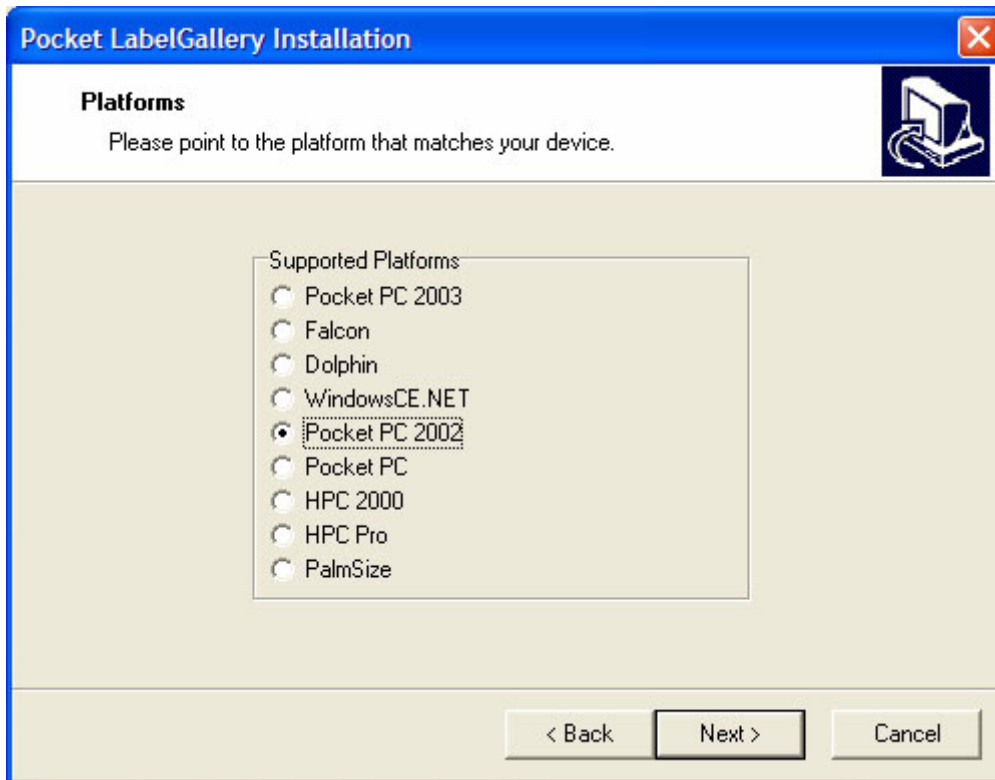 Pocket LabelGallery Installation
Platforms
Please point to the platform that matches your device.
Supported Platforms
Pocket PC 2003
Falcon
Dolphin
WindowsCE.NET
Pocket PC 2002
Pocket PC
HPC 2000
HPC Pro
PalmSize
< Back Next > Cancel